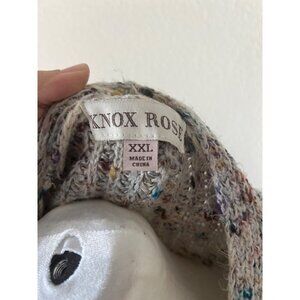 KNOX ROSE
XXL
MADE IN
CHINA